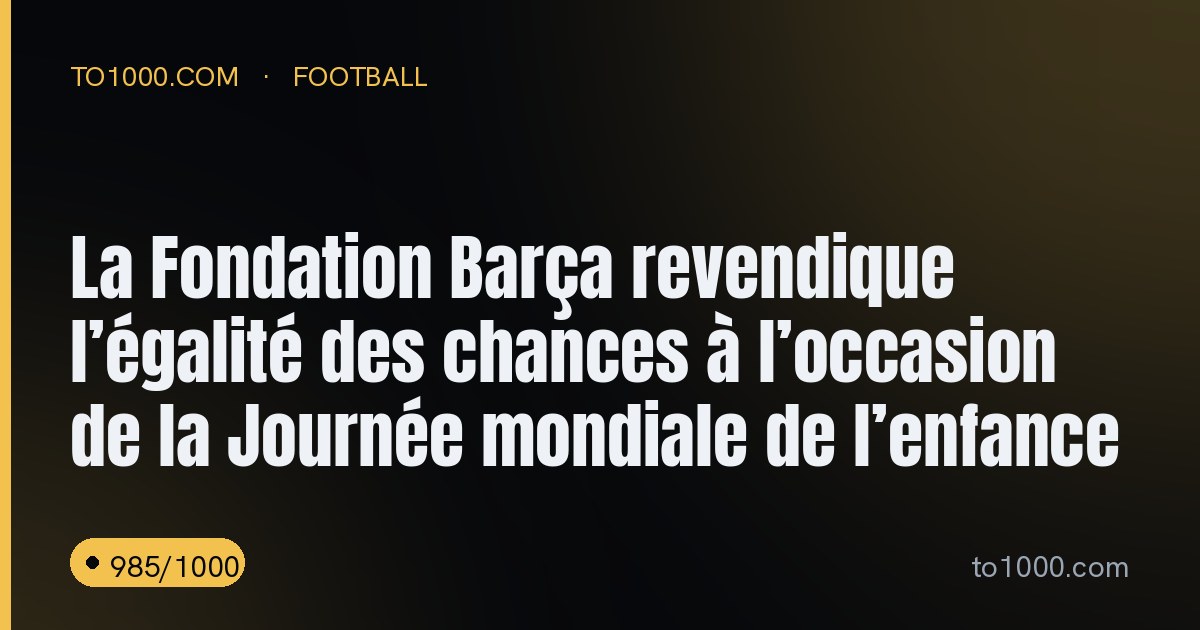 TO1000.COM · FOOTBALL
La Fondation Barça revendique
l’égalité des chances à l’occasion
de la Journée mondiale de l’enfance
985/1000
to1000.com